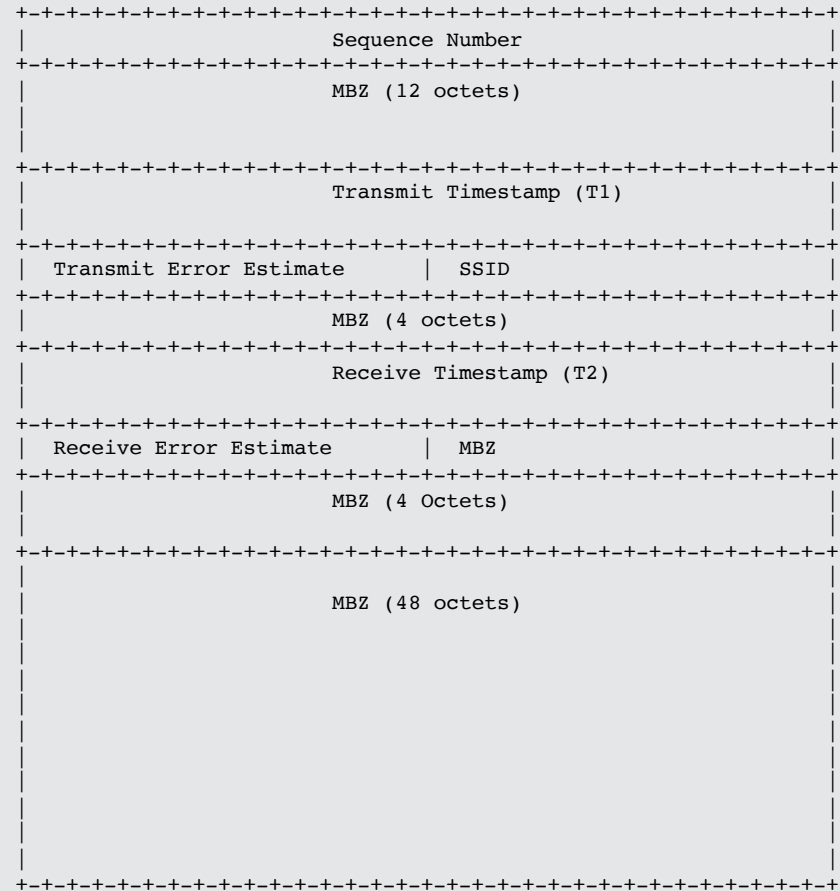 +-+-+-+-+-+-+-+-+-+-+-+-+-+-+-+-+-+-+-+-+-+-+-+-+-+-+-+-+-+-+-+-+
| Sequence Number |
+-+-+-+-+-+-+-+-+-+-+-+-+-+-+-+-+-+-+-+-+-+-+-+-+-+-+-+-+-+-+-+-+
| MBZ (12 octets) |
| |
| |
+-+-+-+-+-+-+-+-+-+-+-+-+-+-+-+-+-+-+-+-+-+-+-+-+-+-+-+-+-+-+-+-+
| Transmit Timestamp (T1) |
| |
+-+-+-+-+-+-+-+-+-+-+-+-+-+-+-+-+-+-+-+-+-+-+-+-+-+-+-+-+-+-+-+-+
| Transmit Error Estimate | SSID |
+-+-+-+-+-+-+-+-+-+-+-+-+-+-+-+-+-+-+-+-+-+-+-+-+-+-+-+-+-+-+-+-+
| MBZ (4 octets) |
+-+-+-+-+-+-+-+-+-+-+-+-+-+-+-+-+-+-+-+-+-+-+-+-+-+-+-+-+-+-+-+-+
| Receive Timestamp (T2) |
| |
+-+-+-+-+-+-+-+-+-+-+-+-+-+-+-+-+-+-+-+-+-+-+-+-+-+-+-+-+-+-+-+-+
| Receive Error Estimate | MBZ |
+-+-+-+-+-+-+-+-+-+-+-+-+-+-+-+-+-+-+-+-+-+-+-+-+-+-+-+-+-+-+-+-+
| MBZ (4 Octets) |
| |
+-+-+-+-+-+-+-+-+-+-+-+-+-+-+-+-+-+-+-+-+-+-+-+-+-+-+-+-+-+-+-+-+
| |
| MBZ (48 octets) |
| |
| |
| |
| |
| |
| |
| |
| |
| |
| |
+-+-+-+-+-+-+-+-+-+-+-+-+-+-+-+-+-+-+-+-+-+-+-+-+-+-+-+-+-+-+-+-+